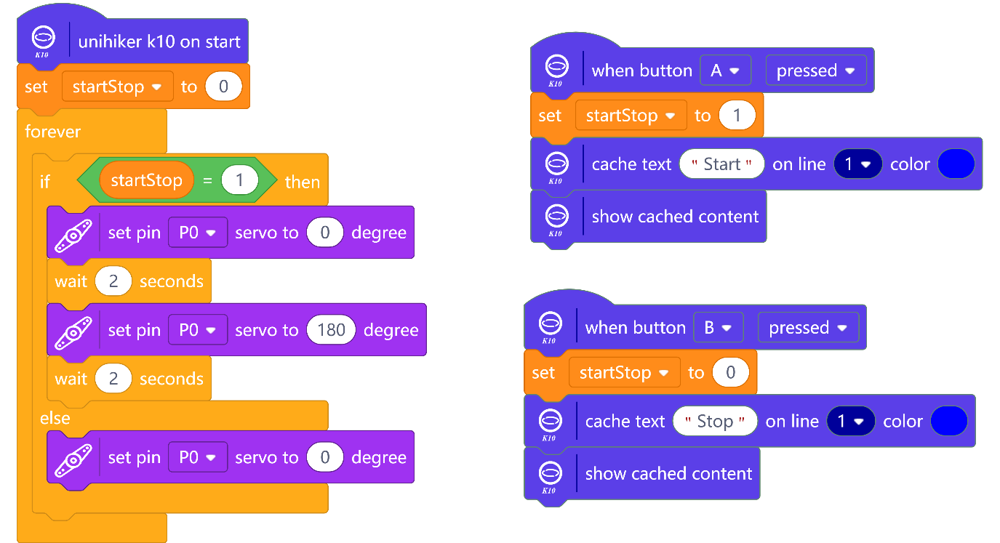 K10 unihiker k10 on start
set startStop to 0
forever
if startStop = 1 then
set pin P0 servo to 0 degree
wait 2 seconds
set pin P0 servo to 180 degree
wait 2 seconds
else
set pin P0 servo to 0 degree
K10 when button A pressed
set startStop to 1
K10 cache text " Start " on line 1 color
K10 show cached content
K10 when button B pressed
set startStop to 0
K10 cache text " Stop " on line 1 color
K10 show cached content